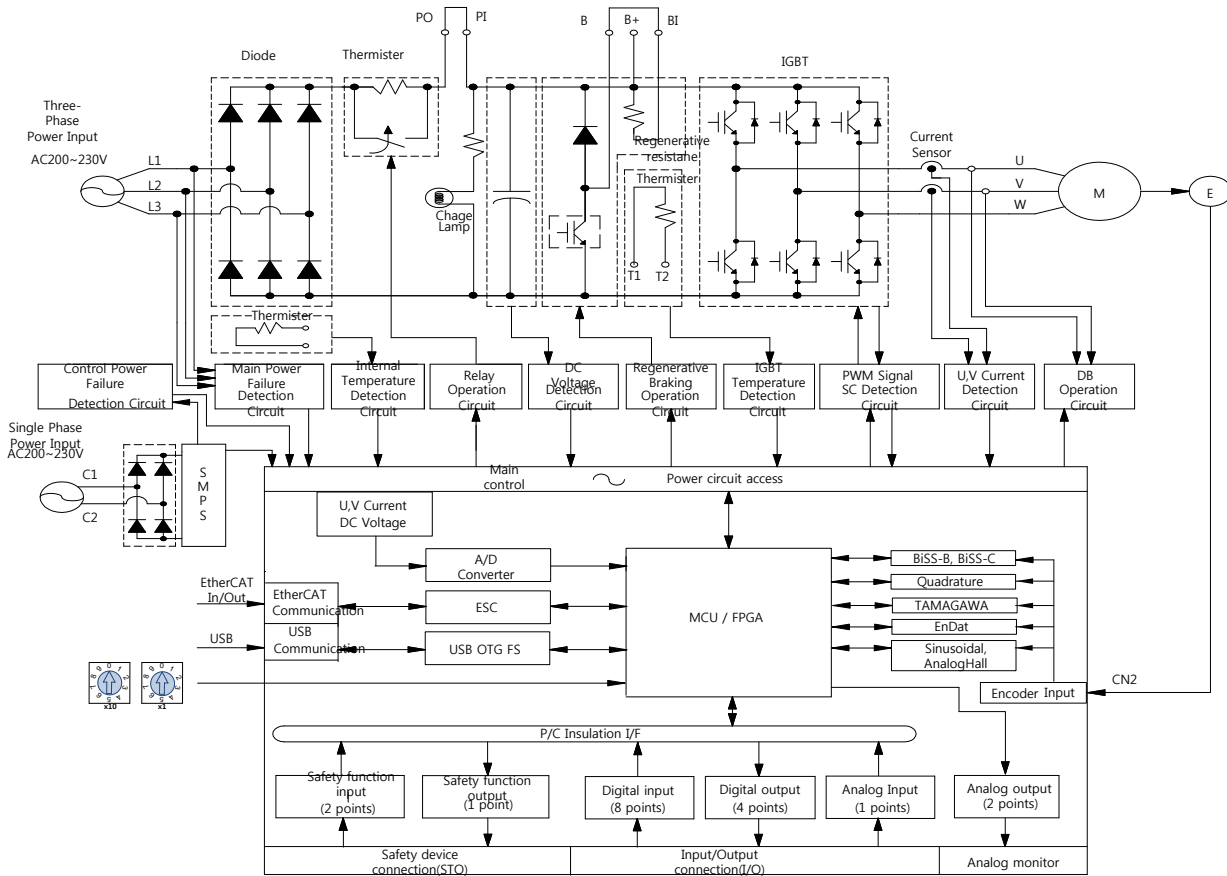 PO
PI
B
B+
BI
Diode
Thermister
IGBT
Three-
Phase
Power Input
AC200~230V
L1
L2
L3
Chage
Lamp
Regenerative
resistane
Thermister
T1
T2
Current
Sensor
U
V
W
M
E
Thermister
Control Power
Failure
Detection Circuit
Main Power
Failure
Detection
Circuit
Internal
Temperature
Detection Circuit
Relay
Operation
Circuit
DC
Voltage
Detection
Circuit
Regenerative
Braking
Operation
Circuit
IGBT
Temperature
Detection Circuit
PWM Signal
SC Detection
Circuit
U,V Current
Detection
Circuit
DB
Operation
Circuit
Single Phase
Power Input
AC200~230V
C1
C2
S
M
P
S
Main
control
Power circuit access
U,V Current
DC Voltage
A/D
Converter
EtherCAT
In/Out
EtherCAT
Communication
ESC
USB
USB
Communication
USB OTG FS
MCU / FPGA
BiSS-B, BiSS-C
Quadrature
TAMAGAWA
EnDat
Sinusoidal,
AnalogHall
Encoder Input
CN2
x10
x1
P/C Insulation I/F
Safety function
input
(2 points)
Safety function
output
(1 point)
Digital input
(8 points)
Digital output
(4 points)
Analog Input
(1 points)
Analog output
(2 points)
Safety device
connection(STO)
Input/Output
connection(I/O)
Analog monitor